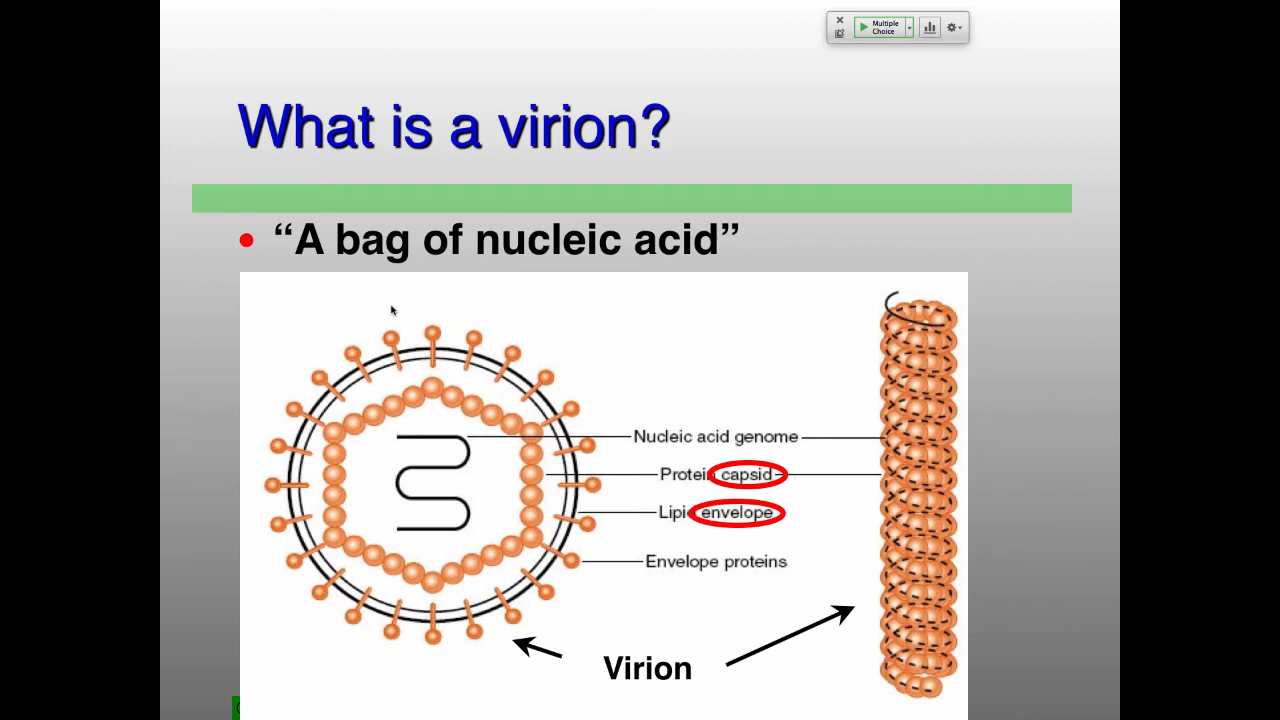 Multiple
Choice
What is a virion?
• “A bag of nucleic acid”
Nucleic acid genome
Protein capsid
Lipid envelope
Envelope proteins
Virion